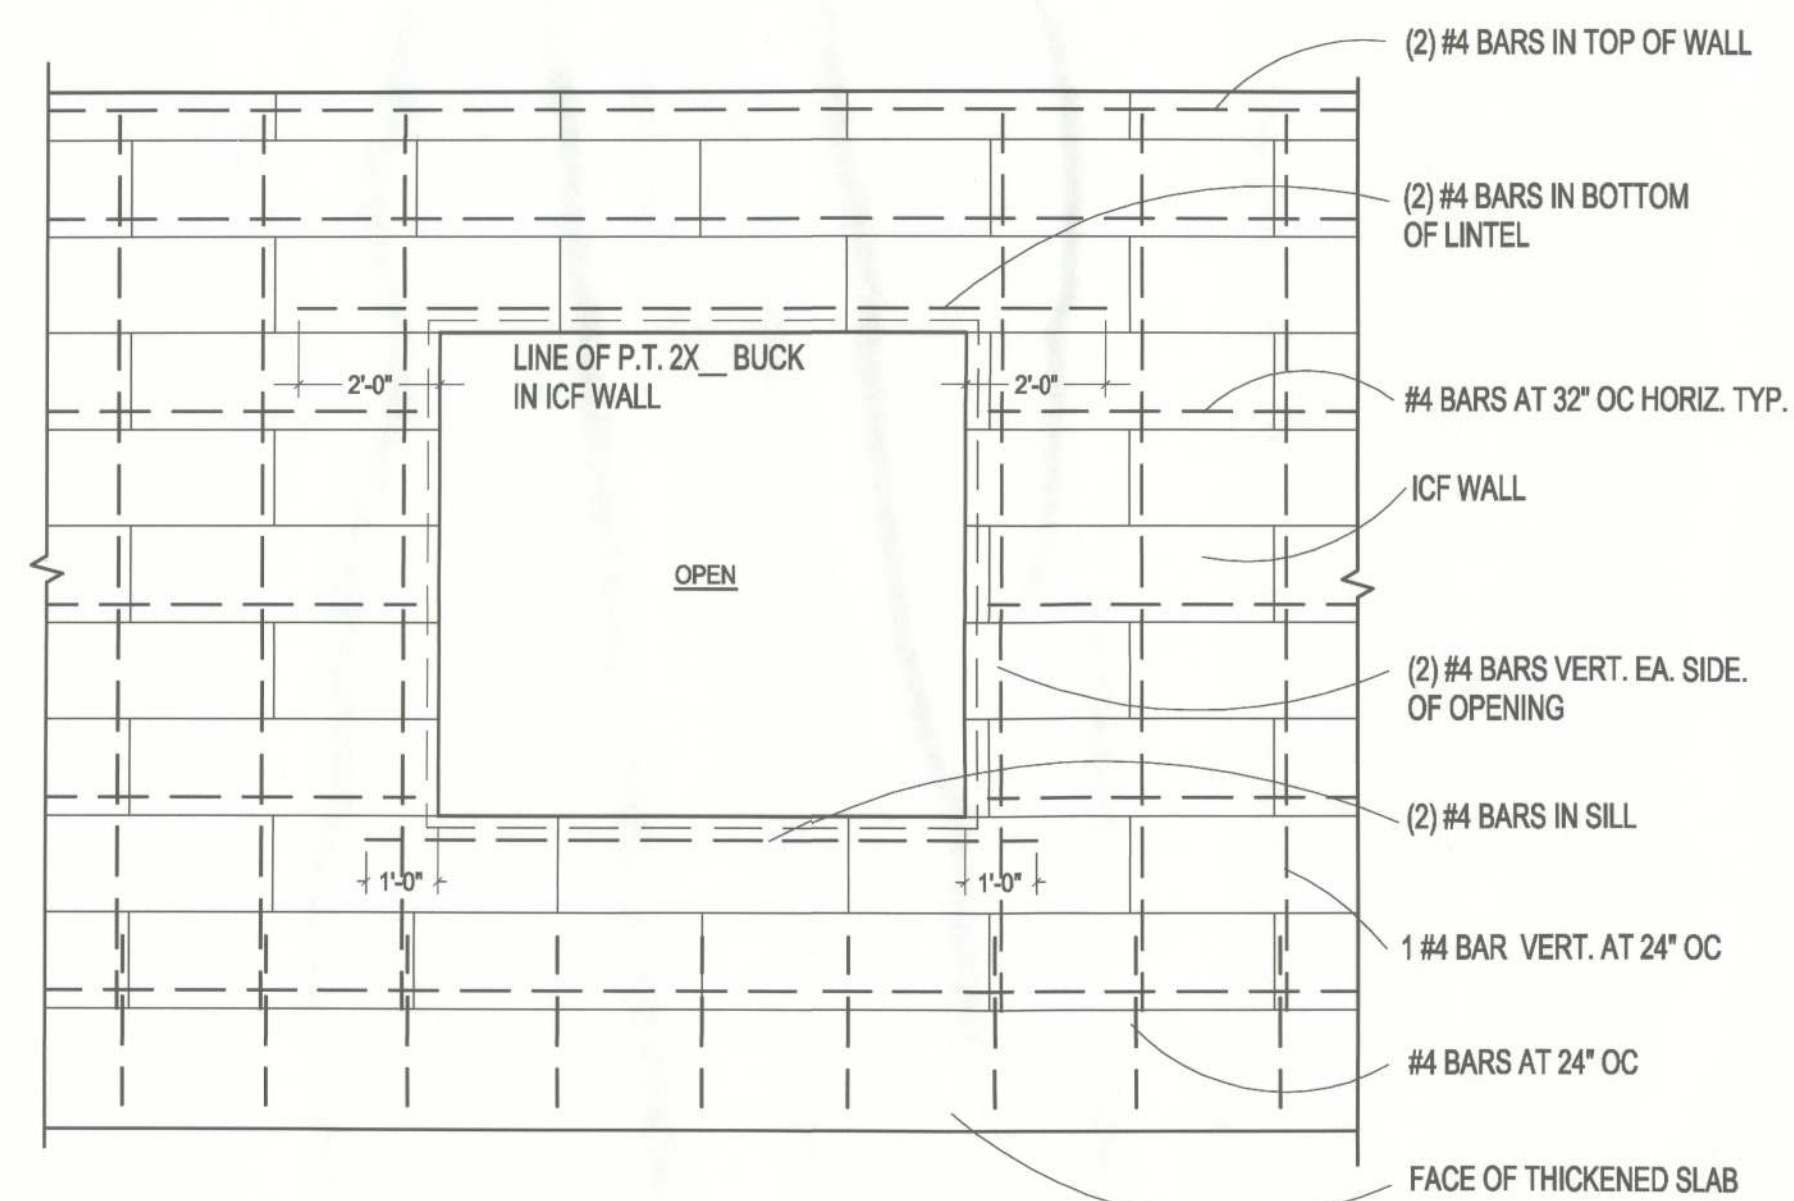 (2) #4 BARS IN TOP OF WALL
(2) #4 BARS IN BOTTOM
OF LINTEL
LINE OF P.T. 2X__ BUCK
IN ICF WALL
2'-0"
2'-0"
#4 BARS AT 32" OC HORIZ. TYP.
ICF WALL
OPEN
(2) #4 BARS VERT. EA. SIDE.
OF OPENING
(2) #4 BARS IN SILL
1'-0"
1'-0"
1 #4 BAR VERT. AT 24" OC
#4 BARS AT 24" OC
FACE OF THICKENED SLAB